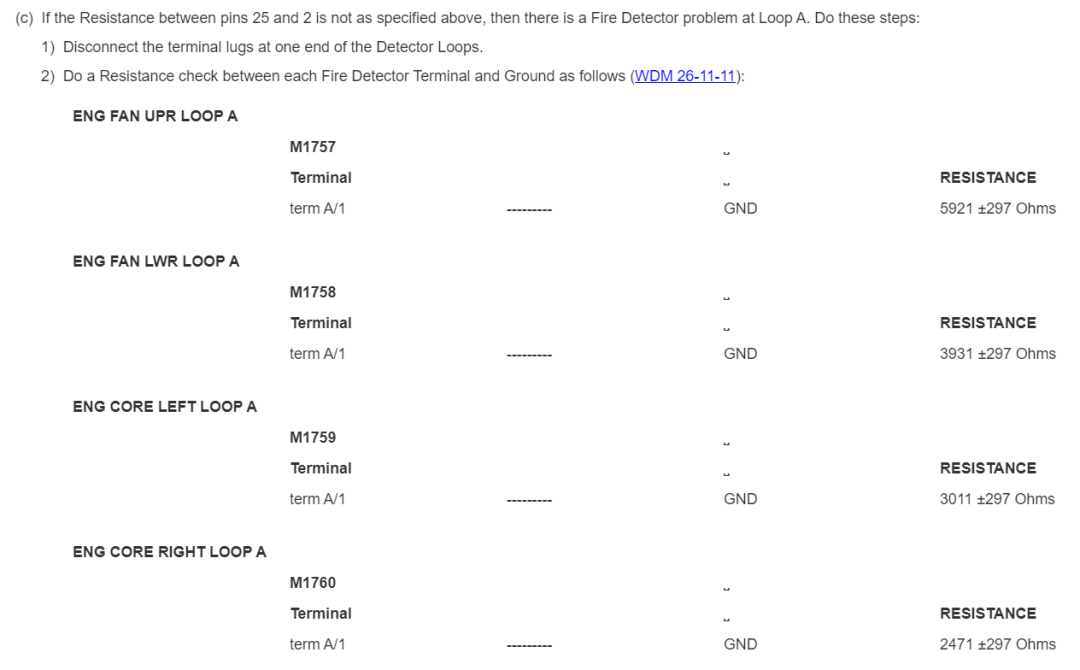 (c) If the Resistance between pins 25 and 2 is not as specified above, then there is a Fire Detector problem at Loop A. Do these steps:
1) Disconnect the terminal lugs at one end of the Detector Loops.
2) Do a Resistance check between each Fire Detector Terminal and Ground as follows (WDM 26-11-11):
ENG FAN UPR LOOP A
M1757 ␣
Terminal ␣ RESISTANCE
term A/1 --------- GND 5921 ±297 Ohms
ENG FAN LWR LOOP A
M1758 ␣
Terminal ␣ RESISTANCE
term A/1 --------- GND 3931 ±297 Ohms
ENG CORE LEFT LOOP A
M1759 ␣
Terminal ␣ RESISTANCE
term A/1 --------- GND 3011 ±297 Ohms
ENG CORE RIGHT LOOP A
M1760 ␣
Terminal ␣ RESISTANCE
term A/1 --------- GND 2471 ±297 Ohms